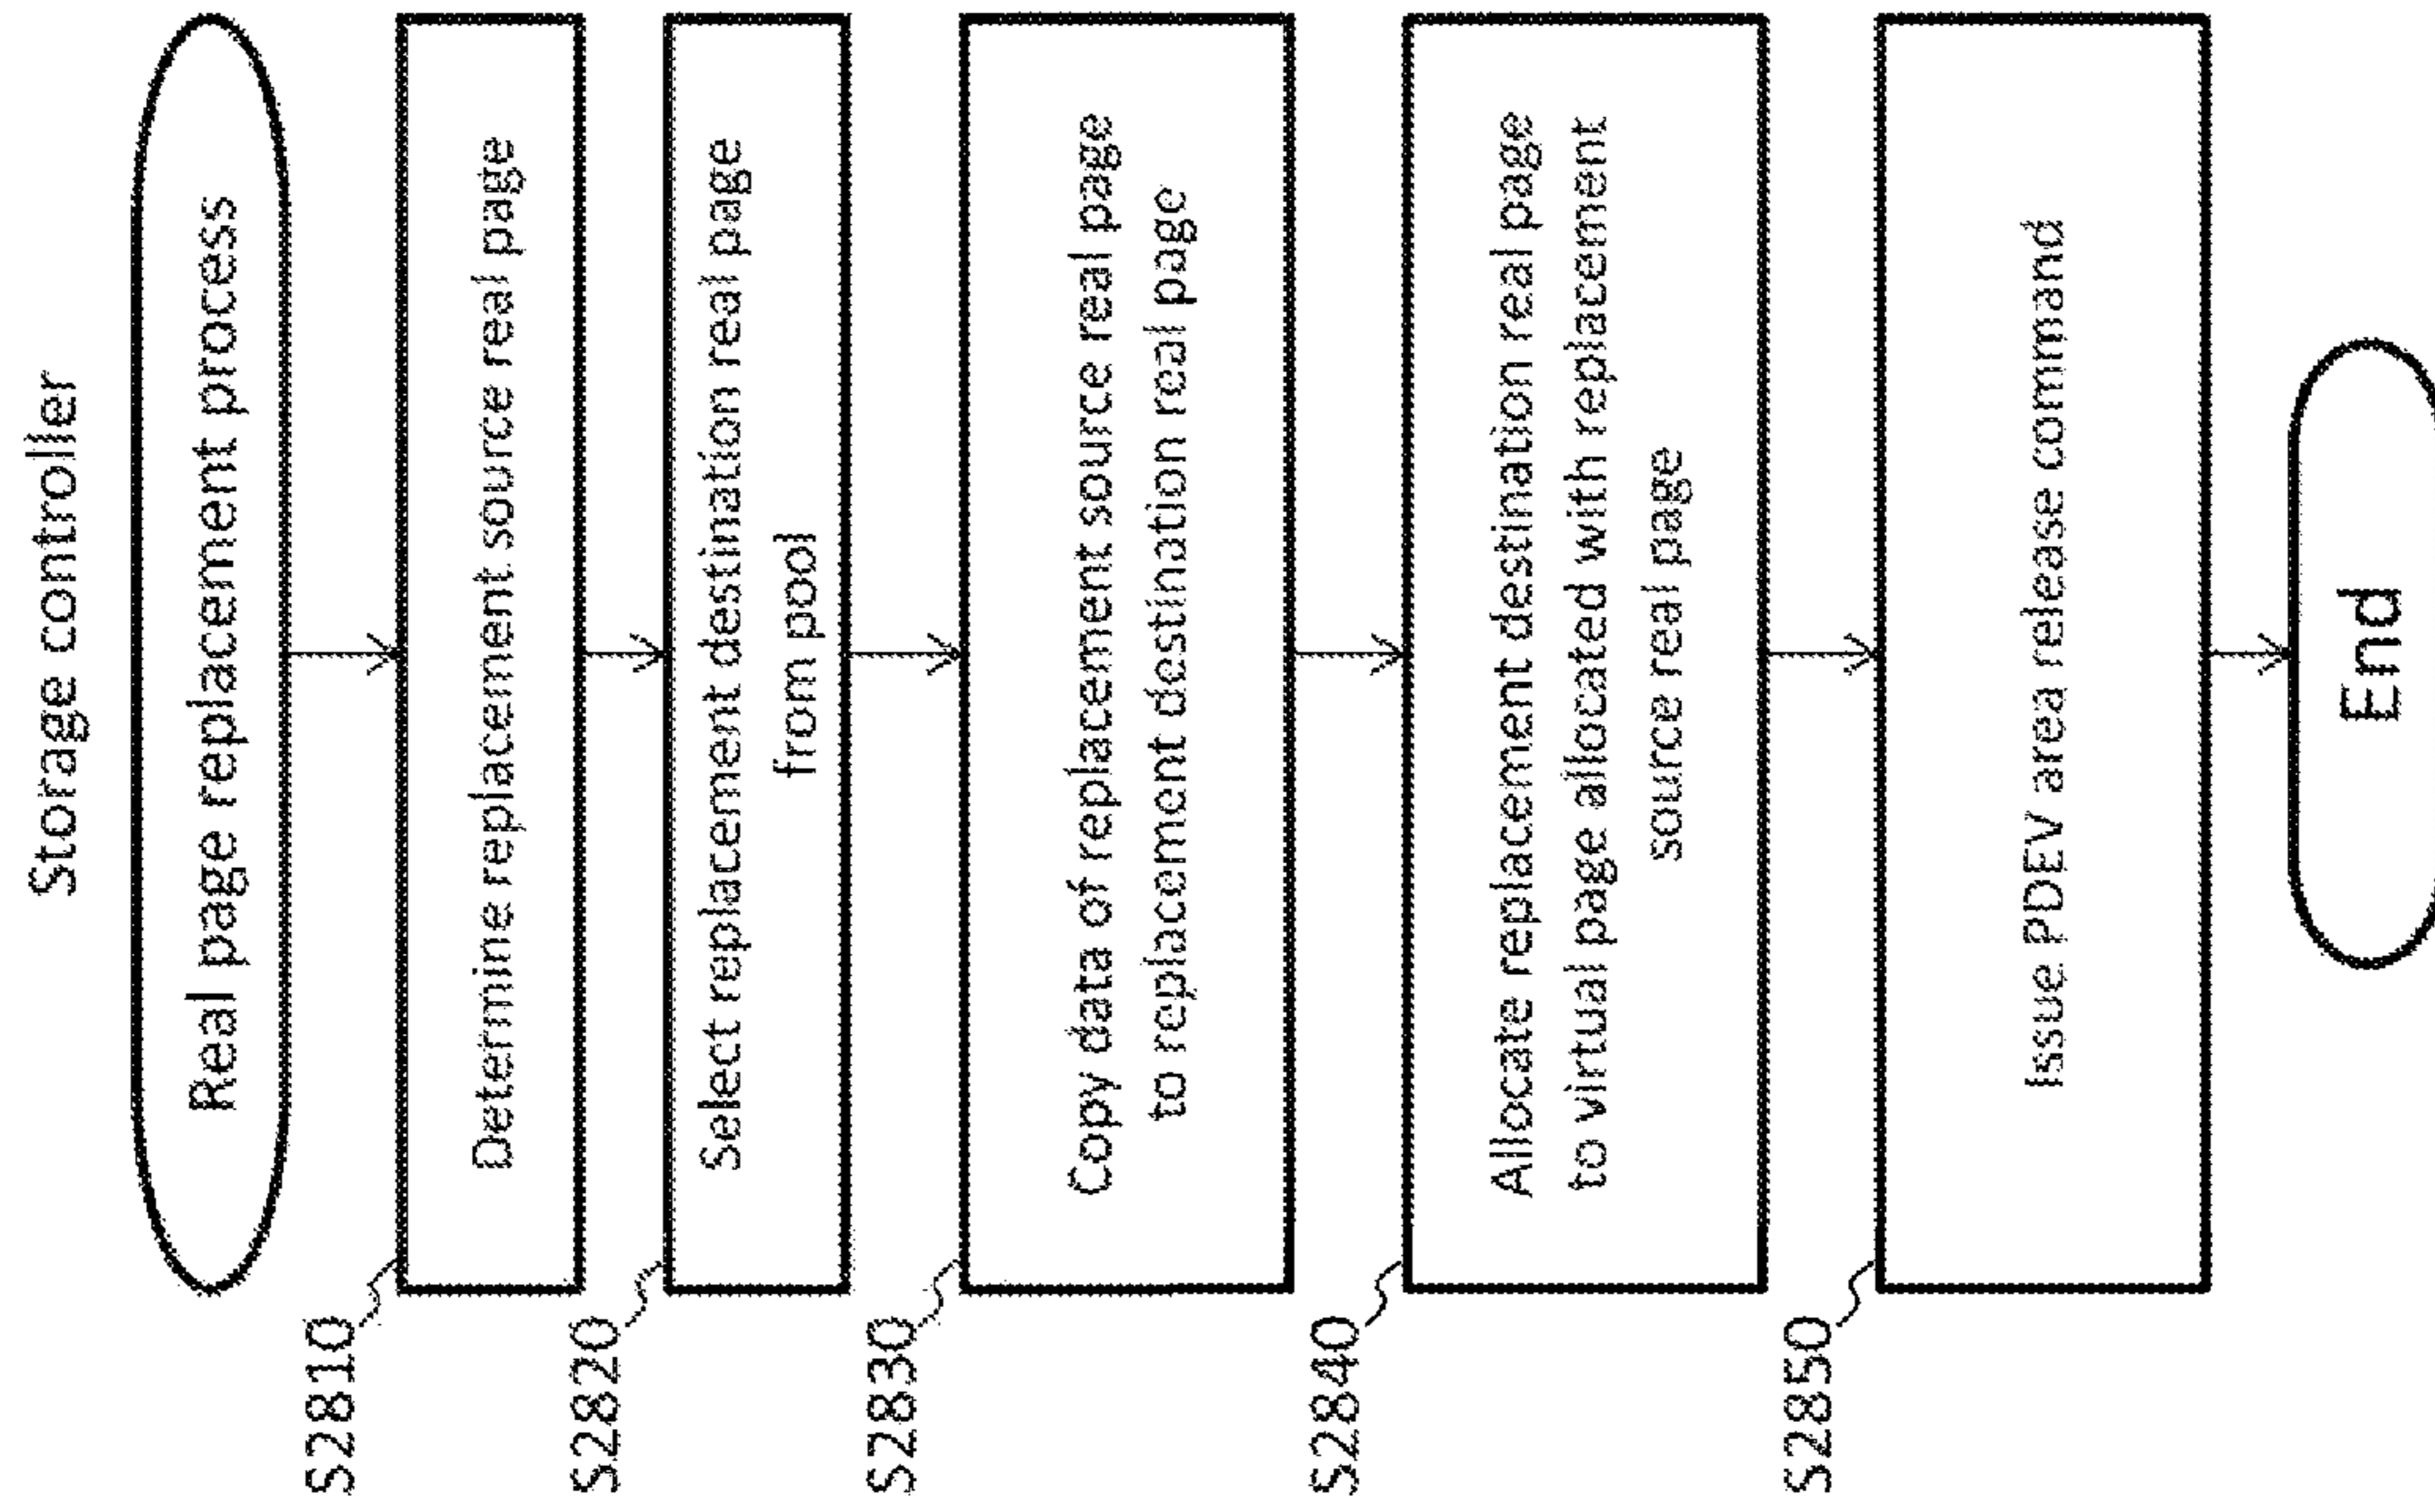 Storage controller
Real page replacement process
S2810
Determine replacement source real page
S2820
Select replacement destination real page
from pool
S2830
Copy data of replacement source real page
to replacement destination real page
S2840
Allocate replacement destination real page
to virtual page allocated with replacement
source real page
S2850
Issue PDEV area release command
End